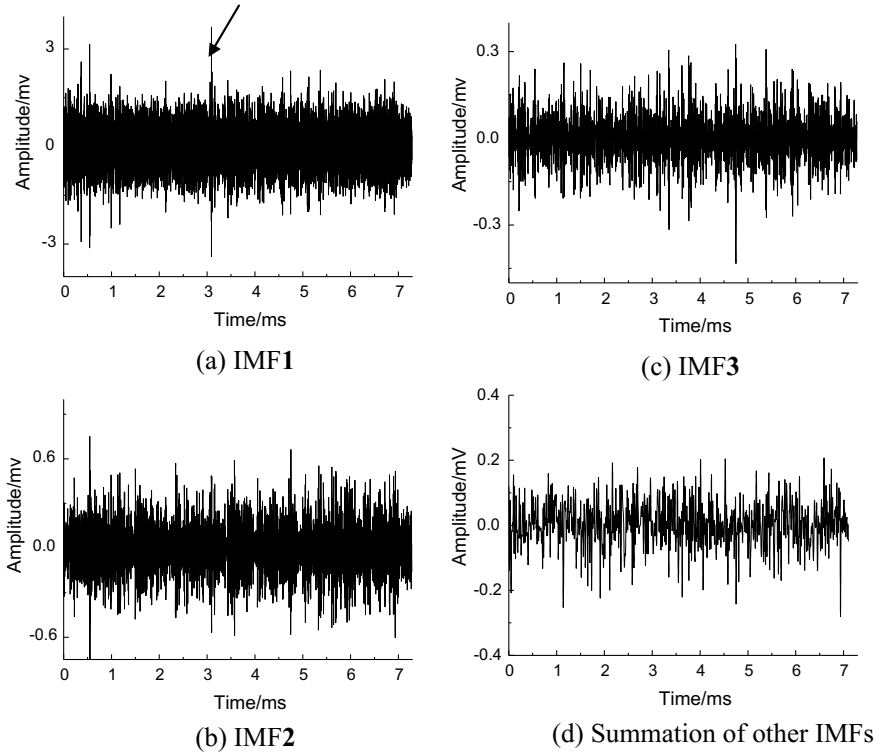 Amplitude/mv
3
0
-3
0 1 2 3 4 5 6 7
Time/ms
(a) IMF1
Amplitude/mv
0.3
0.0
-0.3
0 1 2 3 4 5 6 7
Time/ms
(c) IMF3
Amplitude/mv
0.6
0.0
-0.6
0 1 2 3 4 5 6 7
Time/ms
(b) IMF2
Amplitude/mV
0.4
0.2
0.0
-0.2
-0.4
0 1 2 3 4 5 6 7
Time/ms
(d) Summation of other IMFs